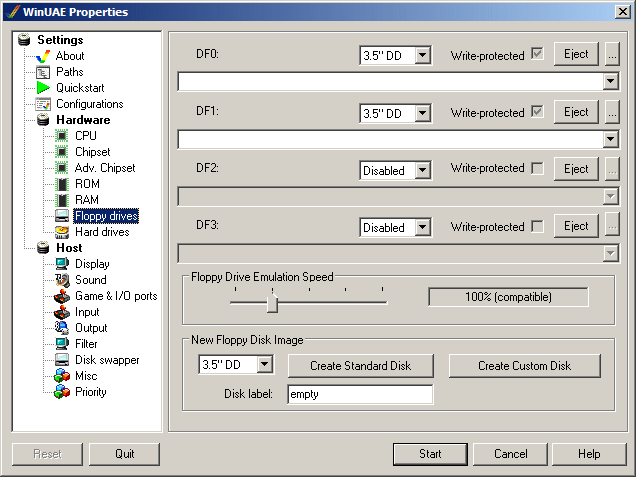 WinUAE Properties
Settings
About
Paths
Quickstart
Configurations
Hardware
CPU
Chipset
Adv. Chipset
ROM
RAM
Floppy drives
Hard drives
Host
Display
Sound
Game & I/O ports
Input
Output
Filter
Disk swapper
Misc
Priority
DF0: 3.5" DD Write-protected Eject ...
DF1: 3.5" DD Write-protected Eject ...
DF2: Disabled Write-protected Eject ...
DF3: Disabled Write-protected Eject ...
Floppy Drive Emulation Speed
100% (compatible)
New Floppy Disk Image
3.5" DD Create Standard Disk Create Custom Disk
Disk label: empty
Reset Quit Start Cancel Help